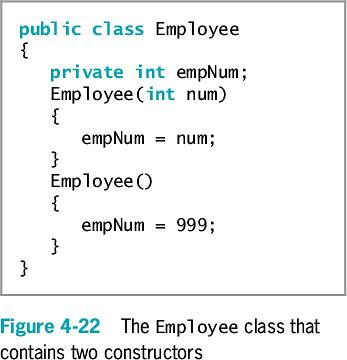 public class Employee
{
   private int empNum;
   Employee(int num)
   {
      empNum = num;
   }
   Employee()
   {
      empNum = 999;
   }
}
Figure 4-22 The Employee class that
contains two constructors